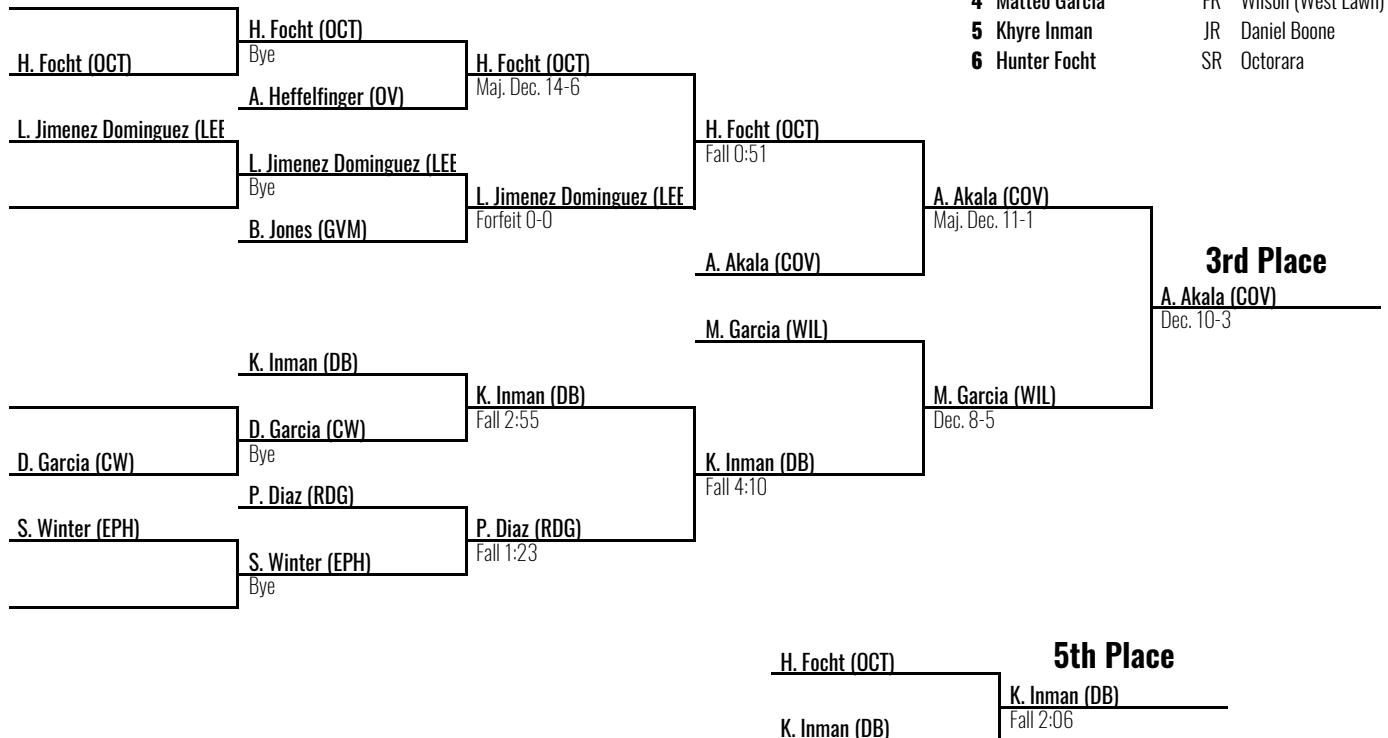 4 Matteo Garcia FR Wilson (West Lawn)
5 Khyre Inman JR Daniel Boone
6 Hunter Focht SR Octorara
H. Focht (OCT)
H. Focht (OCT)
Bye
A. Heffelfinger (OV)
H. Focht (OCT)
Maj. Dec. 14-6
L. Jimenez Dominguez (LEE
L. Jimenez Dominguez (LEE
Bye
B. Jones (GVM)
L. Jimenez Dominguez (LEE
Forfeit 0-0
H. Focht (OCT)
Fall 0:51
A. Akala (COV)
A. Akala (COV)
Maj. Dec. 11-1
3rd Place
A. Akala (COV)
Dec. 10-3
M. Garcia (WIL)
M. Garcia (WIL)
Dec. 8-5
K. Inman (DB)
K. Inman (DB)
Fall 2:55
D. Garcia (CW)
D. Garcia (CW)
Bye
K. Inman (DB)
Fall 4:10
P. Diaz (RDG)
P. Diaz (RDG)
Fall 1:23
S. Winter (EPH)
S. Winter (EPH)
Bye
5th Place
H. Focht (OCT)
K. Inman (DB)
Fall 2:06
K. Inman (DB)